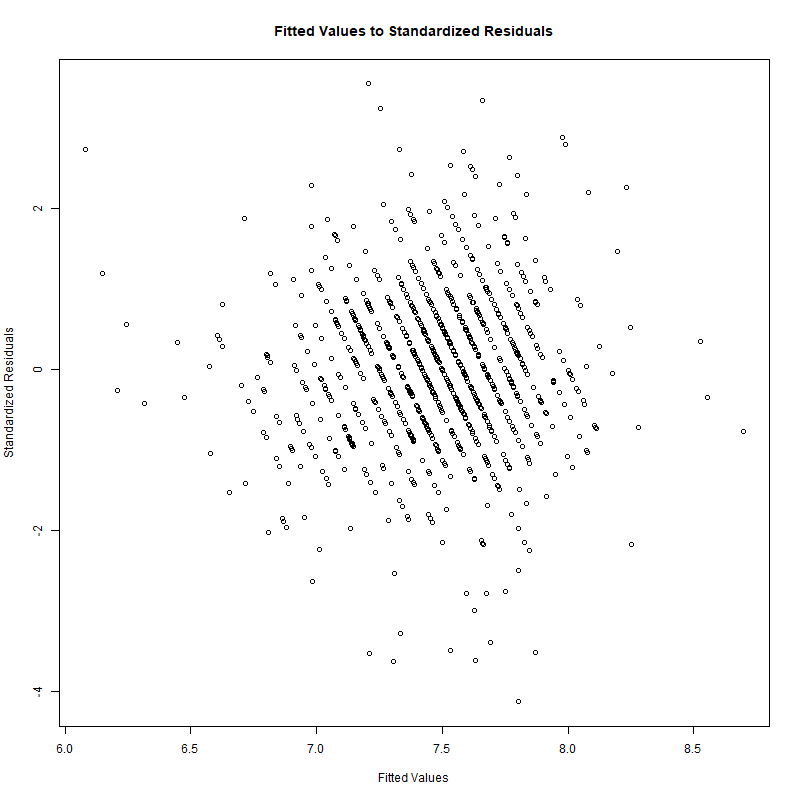 Fitted Values to Standardized Residuals
Standardized Residuals
2
0
-2
-4
6.0 6.5 7.0 7.5 8.0 8.5
Fitted Values